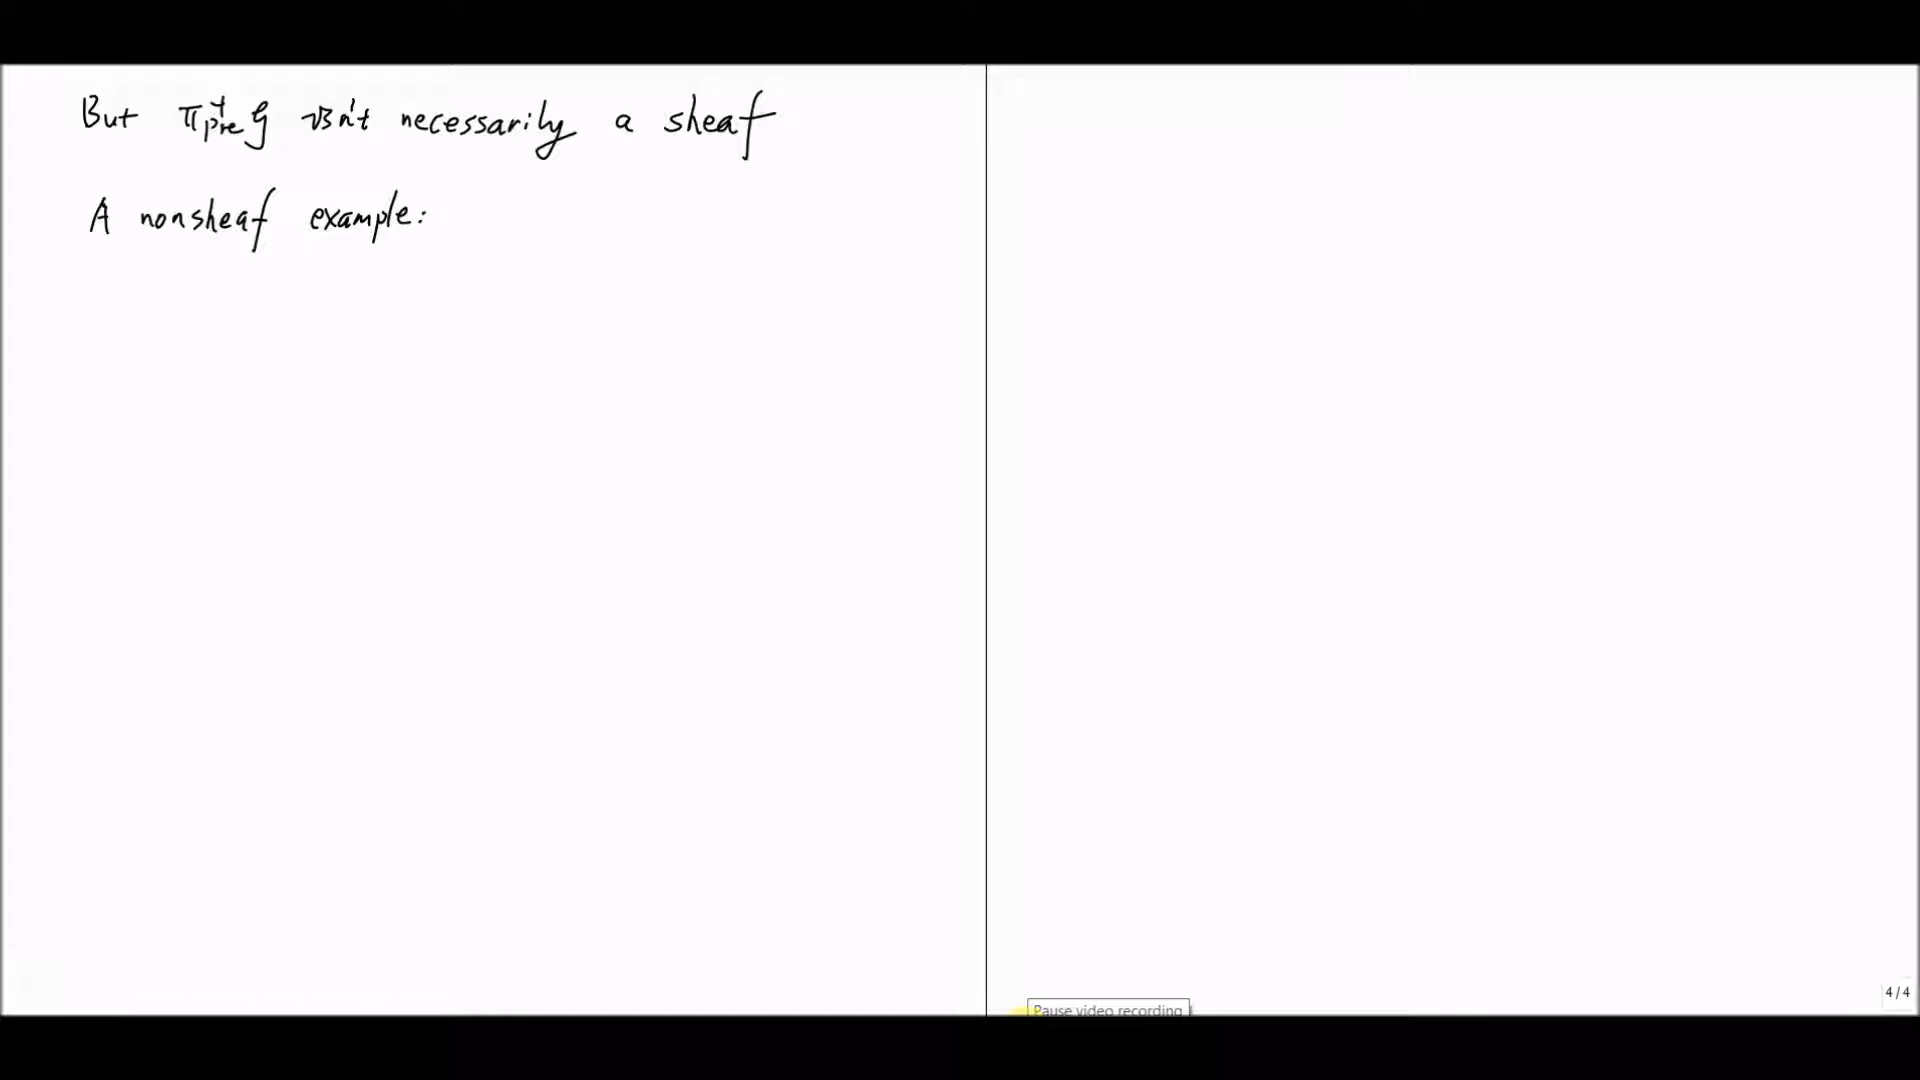 But π⁻¹ₚᵣₑ 𝒢 isn't necessarily a sheaf
A nonsheaf example:
Pause video recording
4 / 4